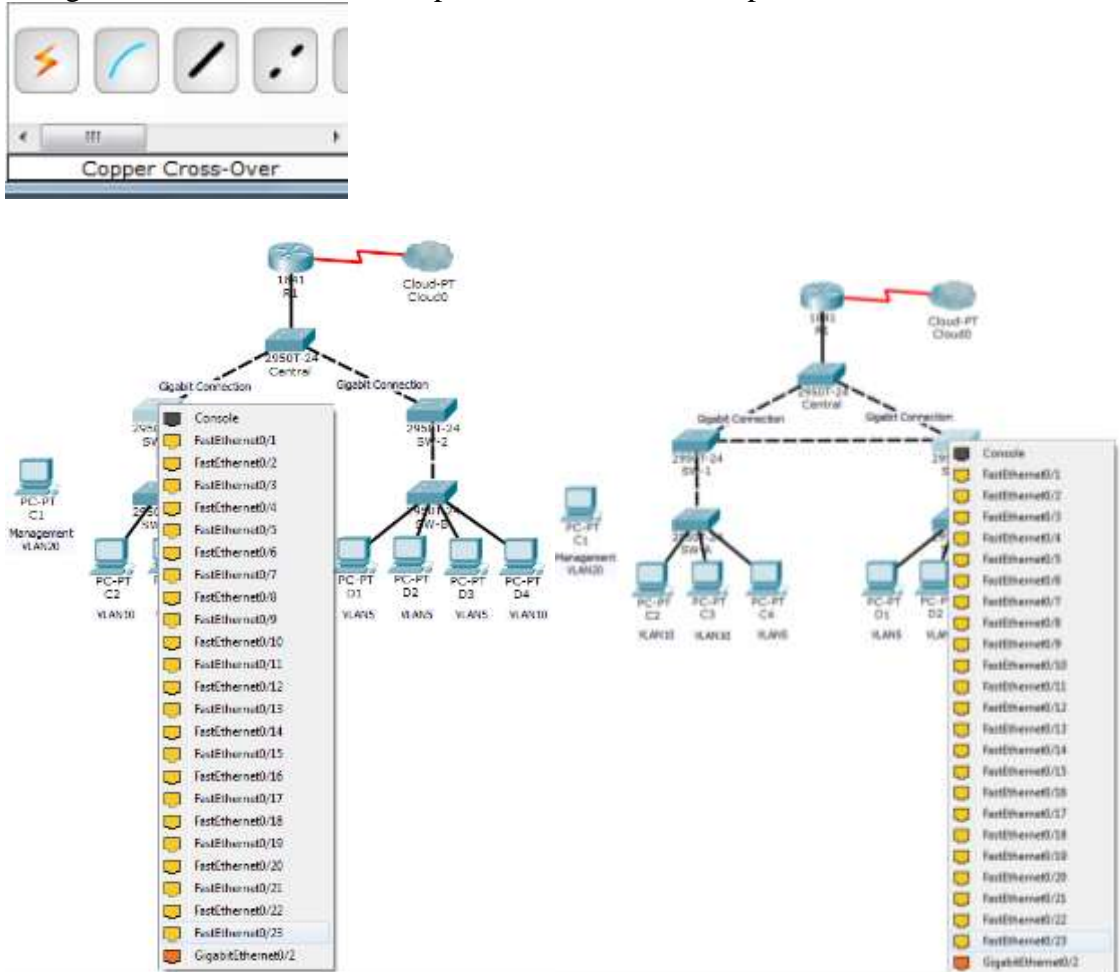 Copper Cross-Over
1841
R1
Cloud-PT
Cloud0
2950T-24
Central
Gigabit Connection
Gigabit Connection
SW-2
PC-PT
C1
Management
VLAN20
PC-PT
C2
VLAN10
PC-PT
D1
VLAN5
PC-PT
D2
VLAN5
PC-PT
D3
VLAN5
PC-PT
D4
VLAN10
Console
FastEthernet0/1
FastEthernet0/2
FastEthernet0/3
FastEthernet0/4
FastEthernet0/5
FastEthernet0/6
FastEthernet0/7
FastEthernet0/8
FastEthernet0/9
FastEthernet0/10
FastEthernet0/11
FastEthernet0/12
FastEthernet0/13
FastEthernet0/14
FastEthernet0/15
FastEthernet0/16
FastEthernet0/17
FastEthernet0/18
FastEthernet0/19
FastEthernet0/20
FastEthernet0/21
FastEthernet0/22
FastEthernet0/23
GigabitEthernet0/2
Cloud-PT
Cloud0
2950T-24
Central
Gigabit Connection
Gigabit Connection
SW-1
PC-PT
C1
Management
VLAN20
PC-PT
C2
VLAN10
PC-PT
C3
PC-PT
C4
VLAN5
PC-PT
D1
VLAN5
D2
Console
FastEthernet0/1
FastEthernet0/2
FastEthernet0/3
FastEthernet0/4
FastEthernet0/5
FastEthernet0/6
FastEthernet0/7
FastEthernet0/8
FastEthernet0/9
FastEthernet0/10
FastEthernet0/11
FastEthernet0/12
FastEthernet0/13
FastEthernet0/14
FastEthernet0/15
FastEthernet0/16
FastEthernet0/17
FastEthernet0/18
FastEthernet0/19
FastEthernet0/20
FastEthernet0/21
FastEthernet0/22
FastEthernet0/23
GigabitEthernet0/2